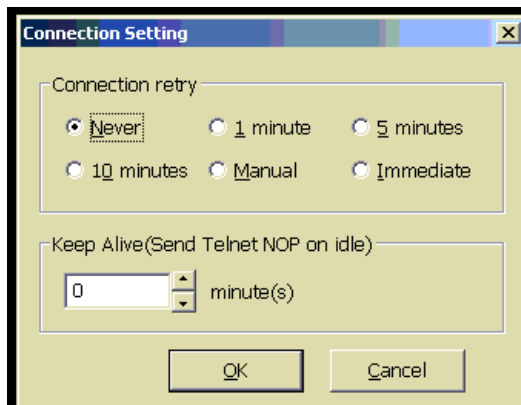 Connection Setting
Connection retry
Never 1 minute 5 minutes
10 minutes Manual Immediate
Keep Alive(Send Telnet NOP on idle)
0 minute(s)
OK Cancel